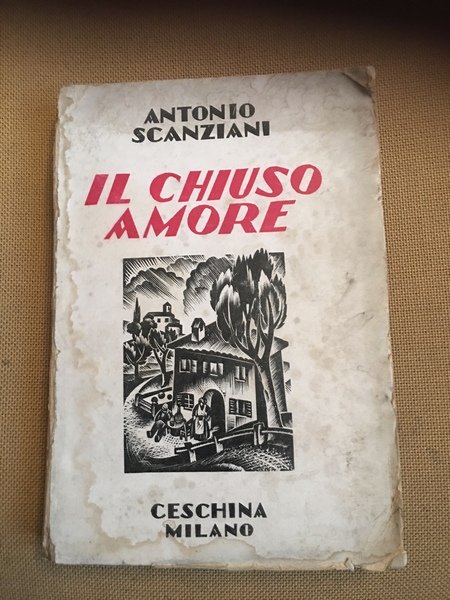 ANTONIO
SCANZIANI
IL CHIUSO
AMORE
CESCHINA
MILANO